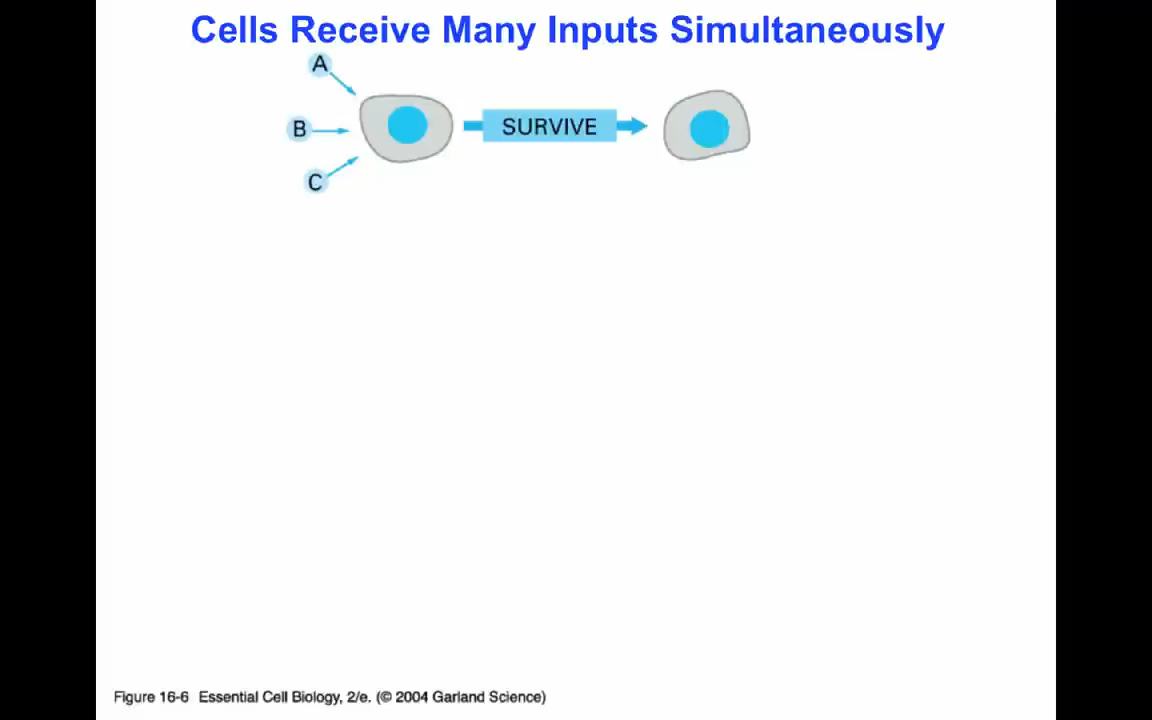 Cells Receive Many Inputs Simultaneously
A
B
SURVIVE
C
Figure 16-6 Essential Cell Biology, 2/e. (© 2004 Garland Science)